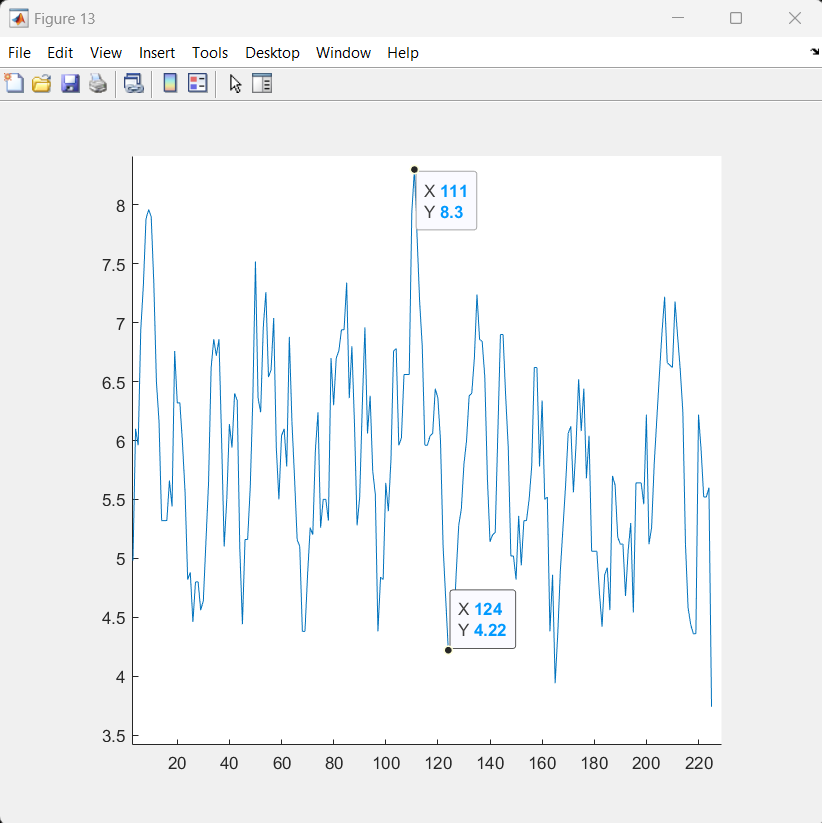 Figure 13
File Edit View Insert Tools Desktop Window Help
X 111
Y 8.3
8
7.5
7
6.5
6
5.5
5
X 124
Y 4.22
4.5
4
3.5
20 40 60 80 100 120 140 160 180 200 220